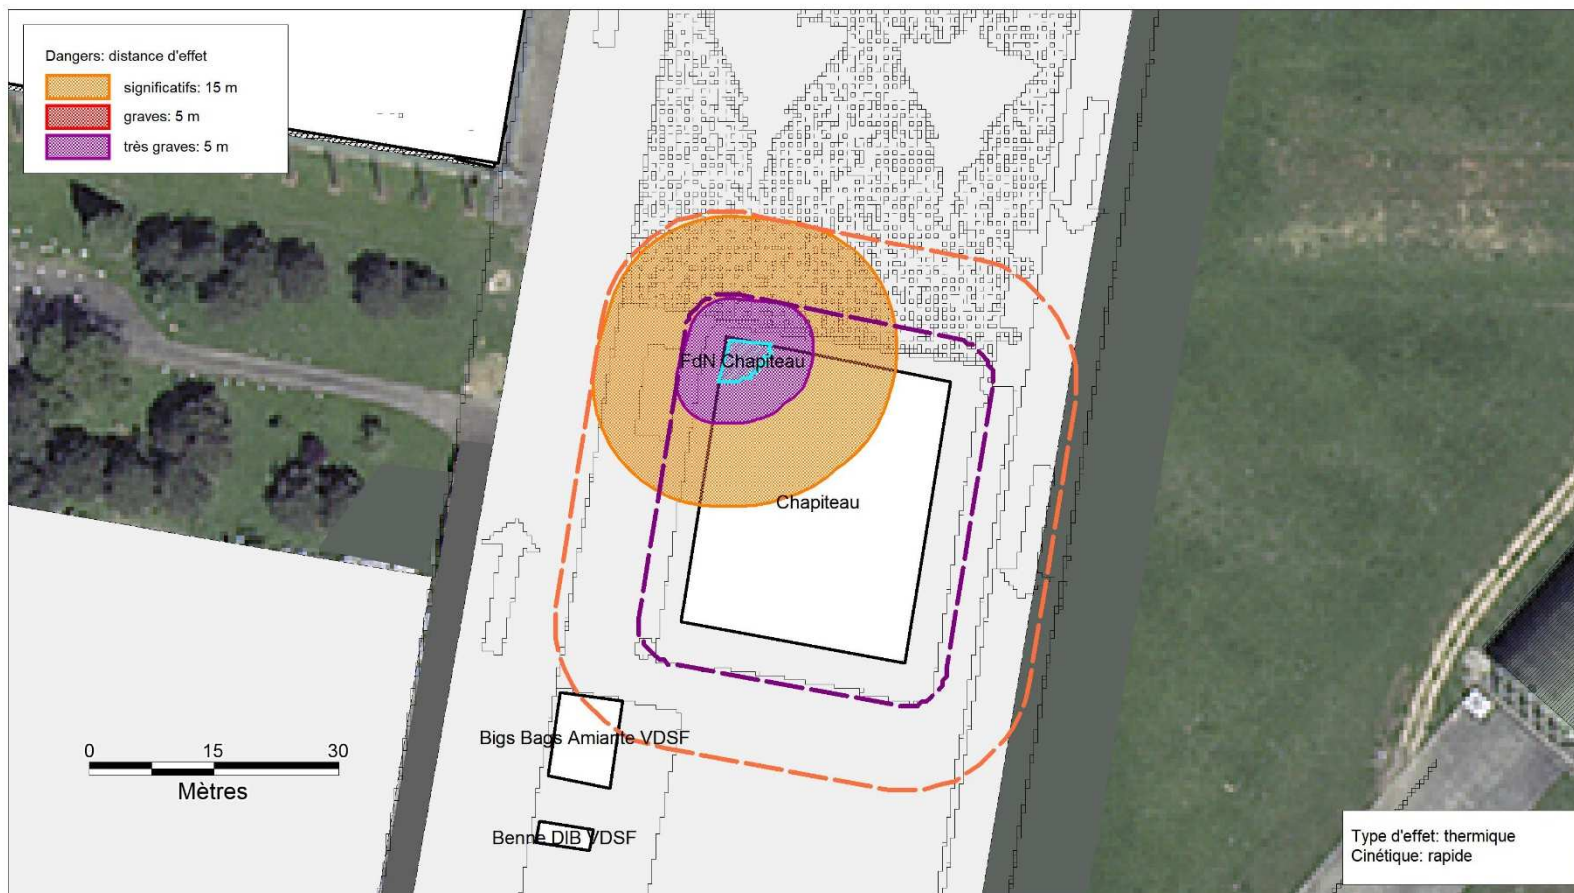 Dangers: distance d'effet
significatifs: 15 m
graves: 5 m
très graves: 5 m
FdN Chapiteau
Chapiteau
Bigs Bags Amiante VDSF
Benne DIB VDSF
0 15 30
Mètres
Type d'effet: thermique
Cinétique: rapide